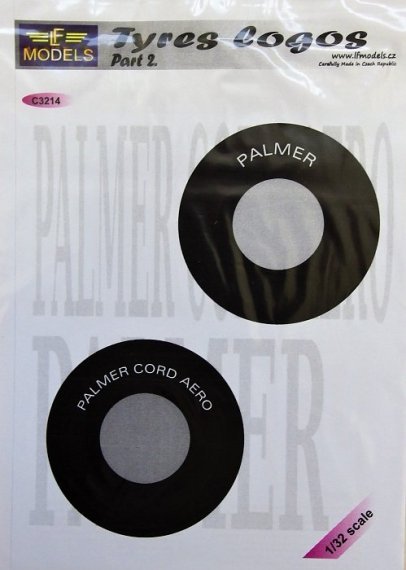 LF
MODELS
Tyres Logos
Part 2.
www.lfmodels.cz
Carefully Made in Czech Republic
C3214
PALMER CORD AERO
PALMER
PALMER
PALMER CORD AERO
1/32 scale